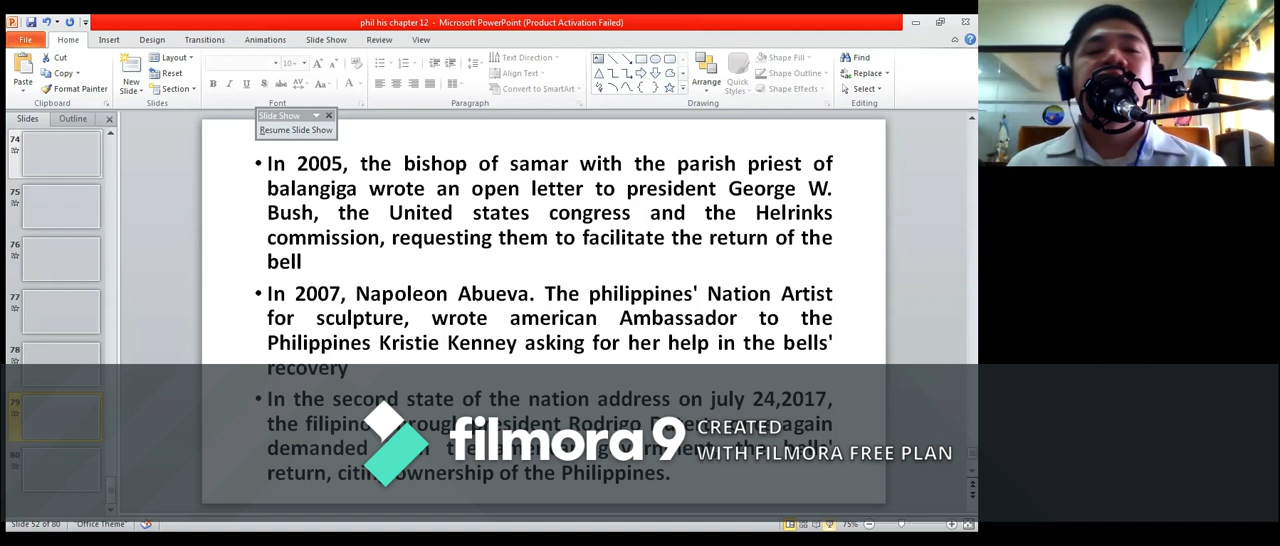 phil his chapter12 - Microsoft PowerPoint (Product Activation Failed)
File Home Insert Design Transitions Animations Slide Show Review View
Paste
Cut
Copy
Format Painter
Clipboard
New
Slide
Layout
Reset
Section
Slides
10
Font
Text Direction
Align Text
Convert to SmartArt
Paragraph
Arrange
Quick
Styles
Shape Fill
Shape Outline
Shape Effects
Drawing
Find
Replace
Select
Editing
Slides Outline
Slide Show
Resume Slide Show
74
75
76
77
78
79
80
• In 2005, the bishop of samar with the parish priest of
balangiga wrote an open letter to president George W.
Bush, the United states congress and the Helrinks
commission, requesting them to facilitate the return of the
bell
• In 2007, Napoleon Abueva. The philippines' Nation Artist
for sculpture, wrote american Ambassador to the
Philippines Kristie Kenney asking for her help in the bells'
recovery
• In the second state of the nation address on july 24,2017,
the president Rodrigo again
demanded the bells'
return, ownership of the Philippines.
filmora9
CREATED
WITH FILMORA FREE PLAN
Slide 52 of 80 "Office Theme" 75%